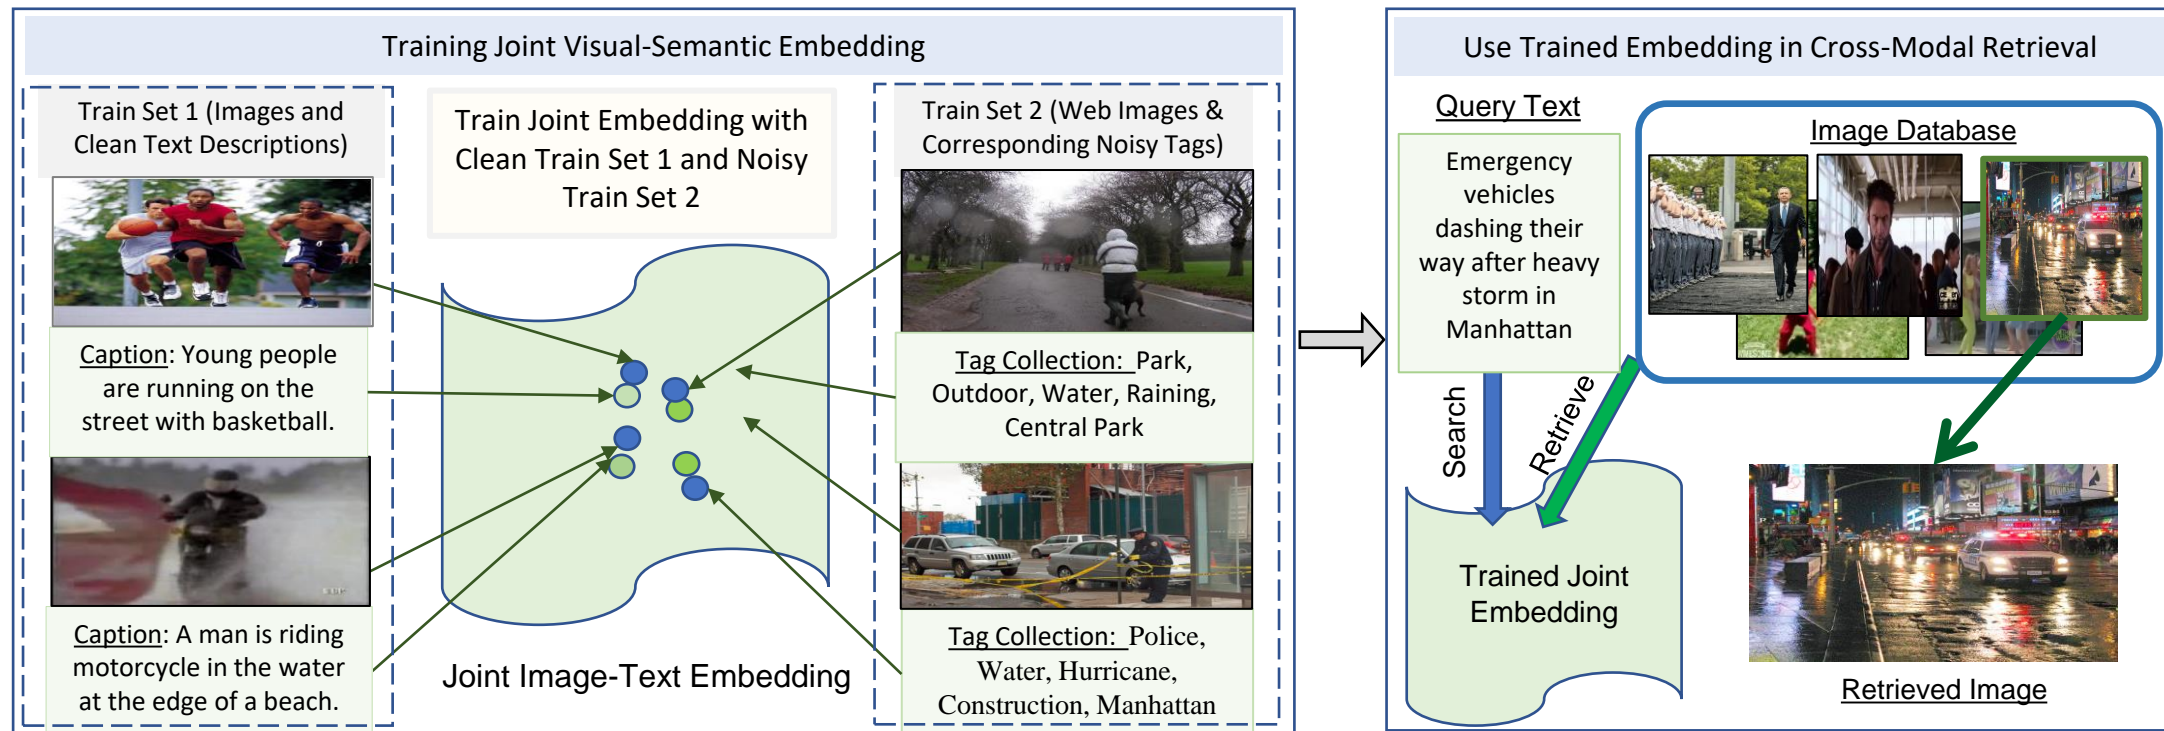 Training Joint Visual-Semantic Embedding
Train Set 1 (Images and
Clean Text Descriptions)
Caption: Young people
are running on the
street with basketball.
Caption: A man is riding
motorcycle in the water
at the edge of a beach.
Train Joint Embedding with
Clean Train Set 1 and Noisy
Train Set 2
Joint Image-Text Embedding
Train Set 2 (Web Images &
Corresponding Noisy Tags)
Tag Collection: Park,
Outdoor, Water, Raining,
Central Park
Tag Collection: Police,
Water, Hurricane,
Construction, Manhattan
Use Trained Embedding in Cross-Modal Retrieval
Query Text
Emergency
vehicles
dashing their
way after heavy
storm in
Manhattan
Image Database
Search
Retrieve
Trained Joint
Embedding
Retrieved Image